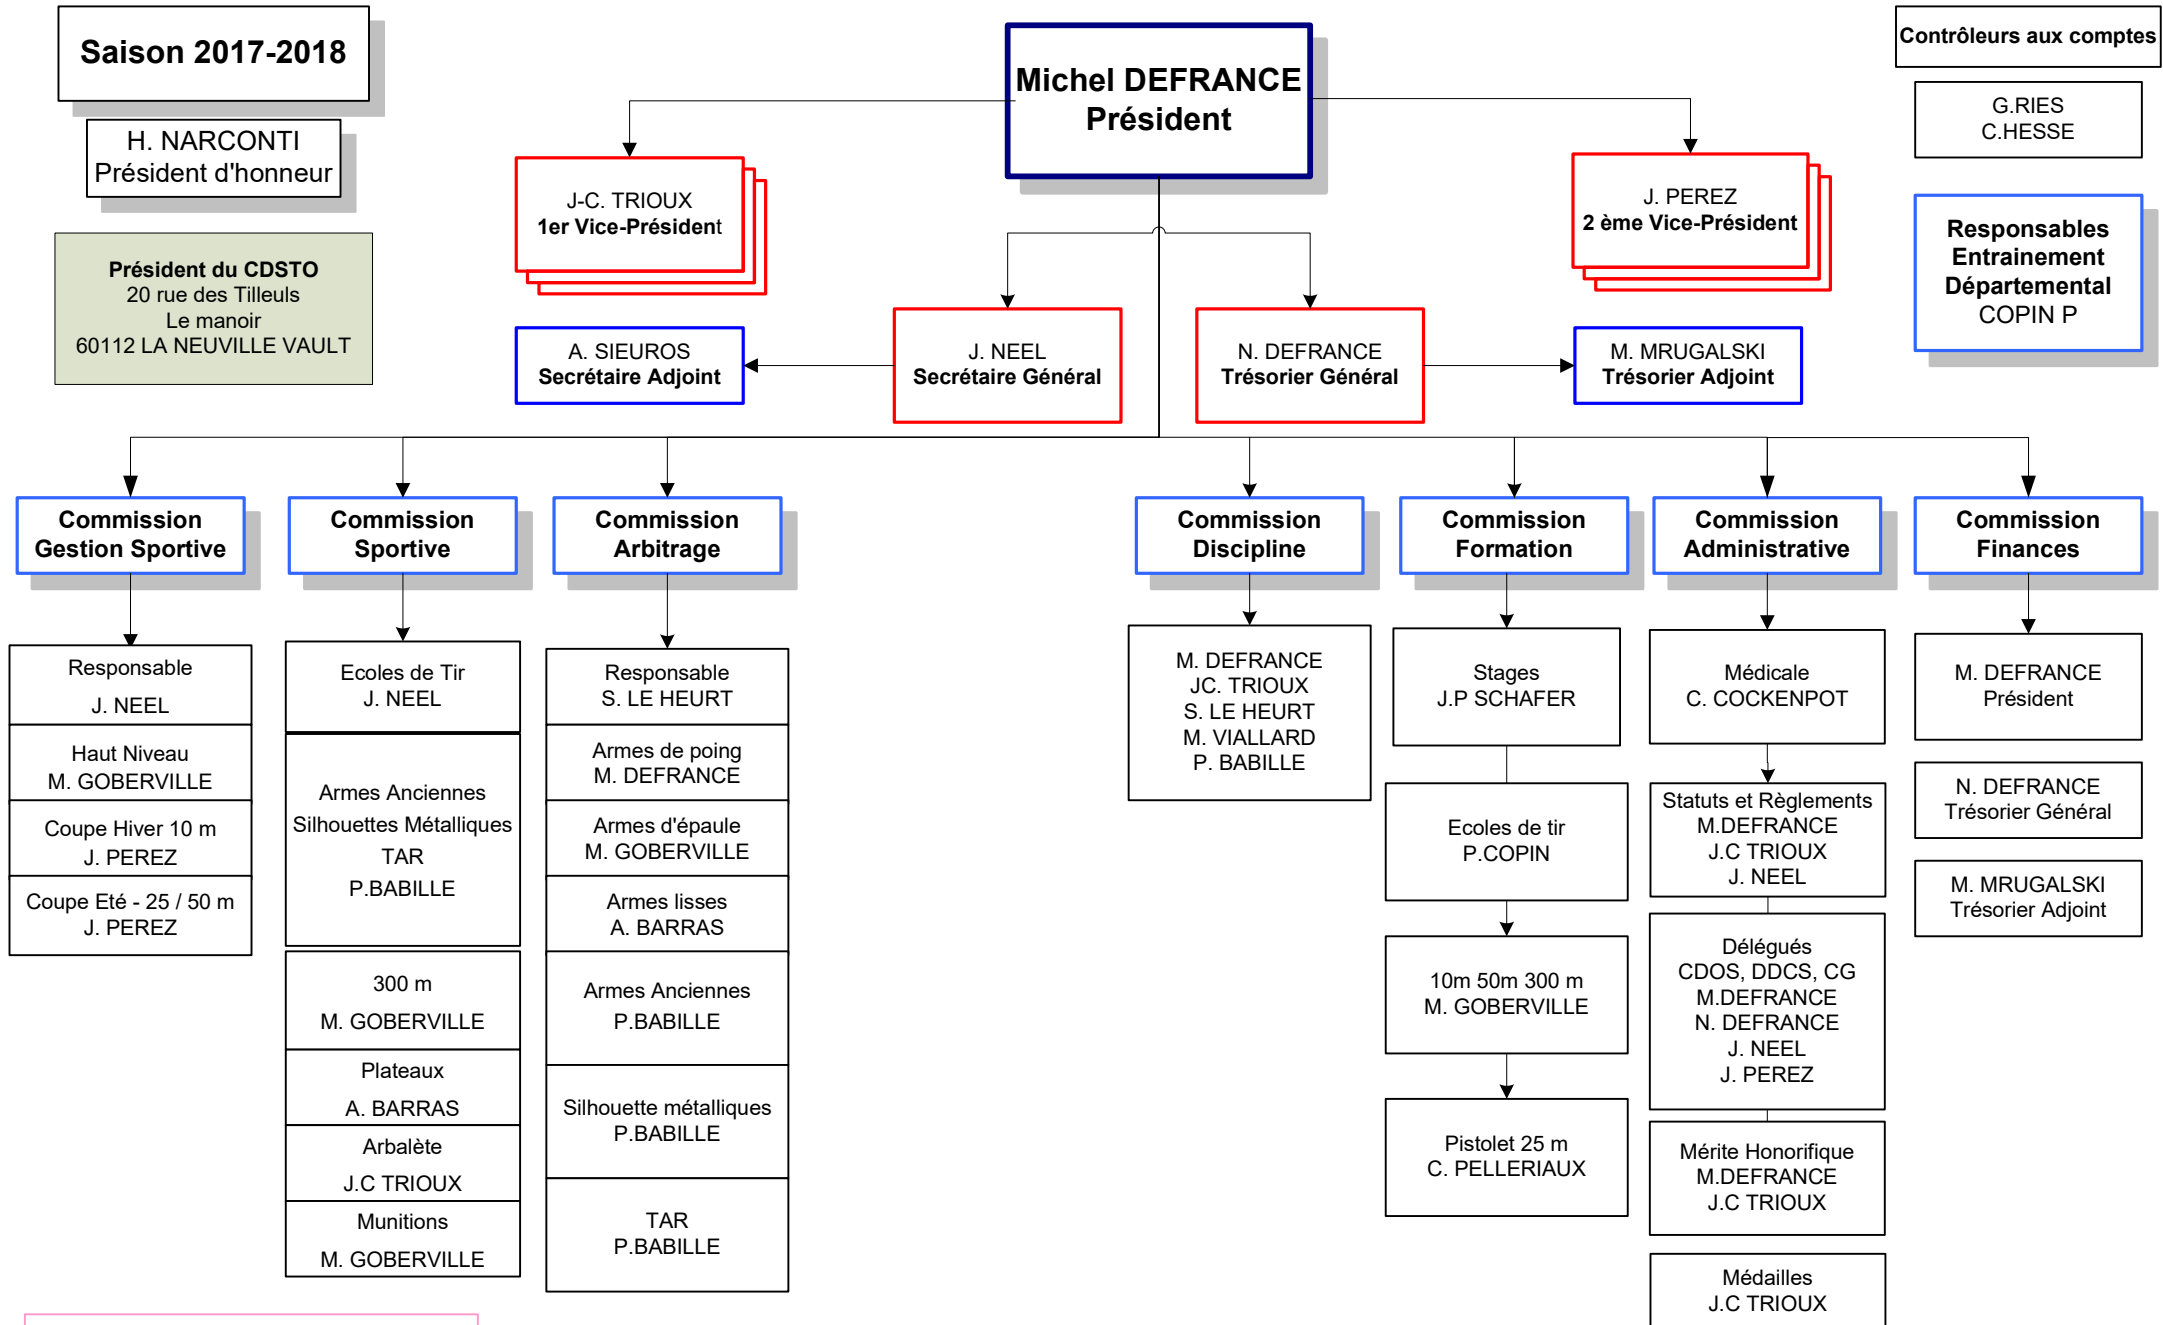 Saison 2017-2018
H. NARCONTI
Président d'honneur
Président du CDSTO
20 rue des Tilleuls
Le manoir
60112 LA NEUVILLE VAULT
Michel DEFRANCE
Président
J-C. TRIOUX
1er Vice-Président
J. PEREZ
2 ème Vice-Président
A. SIEUROS
Secrétaire Adjoint
J. NEEL
Secrétaire Général
N. DEFRANCE
Trésorier Général
M. MRUGALSKI
Trésorier Adjoint
Contrôleurs aux comptes
G.RIES
C.HESSE
Responsables
Entrainement
Départemental
COPIN P
Commission
Gestion Sportive
Responsable
J. NEEL
Haut Niveau
M. GOBERVILLE
Coupe Hiver 10 m
J. PEREZ
Coupe Eté - 25 / 50 m
J. PEREZ
Commission
Sportive
Ecoles de Tir
J. NEEL
Armes Anciennes
Silhouettes Métalliques
TAR
P.BABILLE
300 m
M. GOBERVILLE
Plateaux
A. BARRAS
Arbalète
J.C TRIOUX
Munitions
M. GOBERVILLE
Commission
Arbitrage
Responsable
S. LE HEURT
Armes de poing
M. DEFRANCE
Armes d'épaule
M. GOBERVILLE
Armes lisses
A. BARRAS
Armes Anciennes
P.BABILLE
Silhouette métalliques
P.BABILLE
TAR
P.BABILLE
Commission
Discipline
M. DEFRANCE
JC. TRIOUX
S. LE HEURT
M. VIALLARD
P. BABILLE
Commission
Formation
Stages
J.P SCHAFER
Ecoles de tir
P.COPIN
10m 50m 300 m
M. GOBERVILLE
Pistolet 25 m
C. PELLERIAUX
Commission
Administrative
Médicale
C. COCKENPOT
Statuts et Règlements
M.DEFRANCE
J.C TRIOUX
J. NEEL
Délégués
CDOS, DDCS, CG
M.DEFRANCE
N. DEFRANCE
J. NEEL
J. PEREZ
Mérite Honorifique
M.DEFRANCE
J.C TRIOUX
Médailles
J.C TRIOUX
Commission
Finances
M. DEFRANCE
Président
N. DEFRANCE
Trésorier Général
M. MRUGALSKI
Trésorier Adjoint